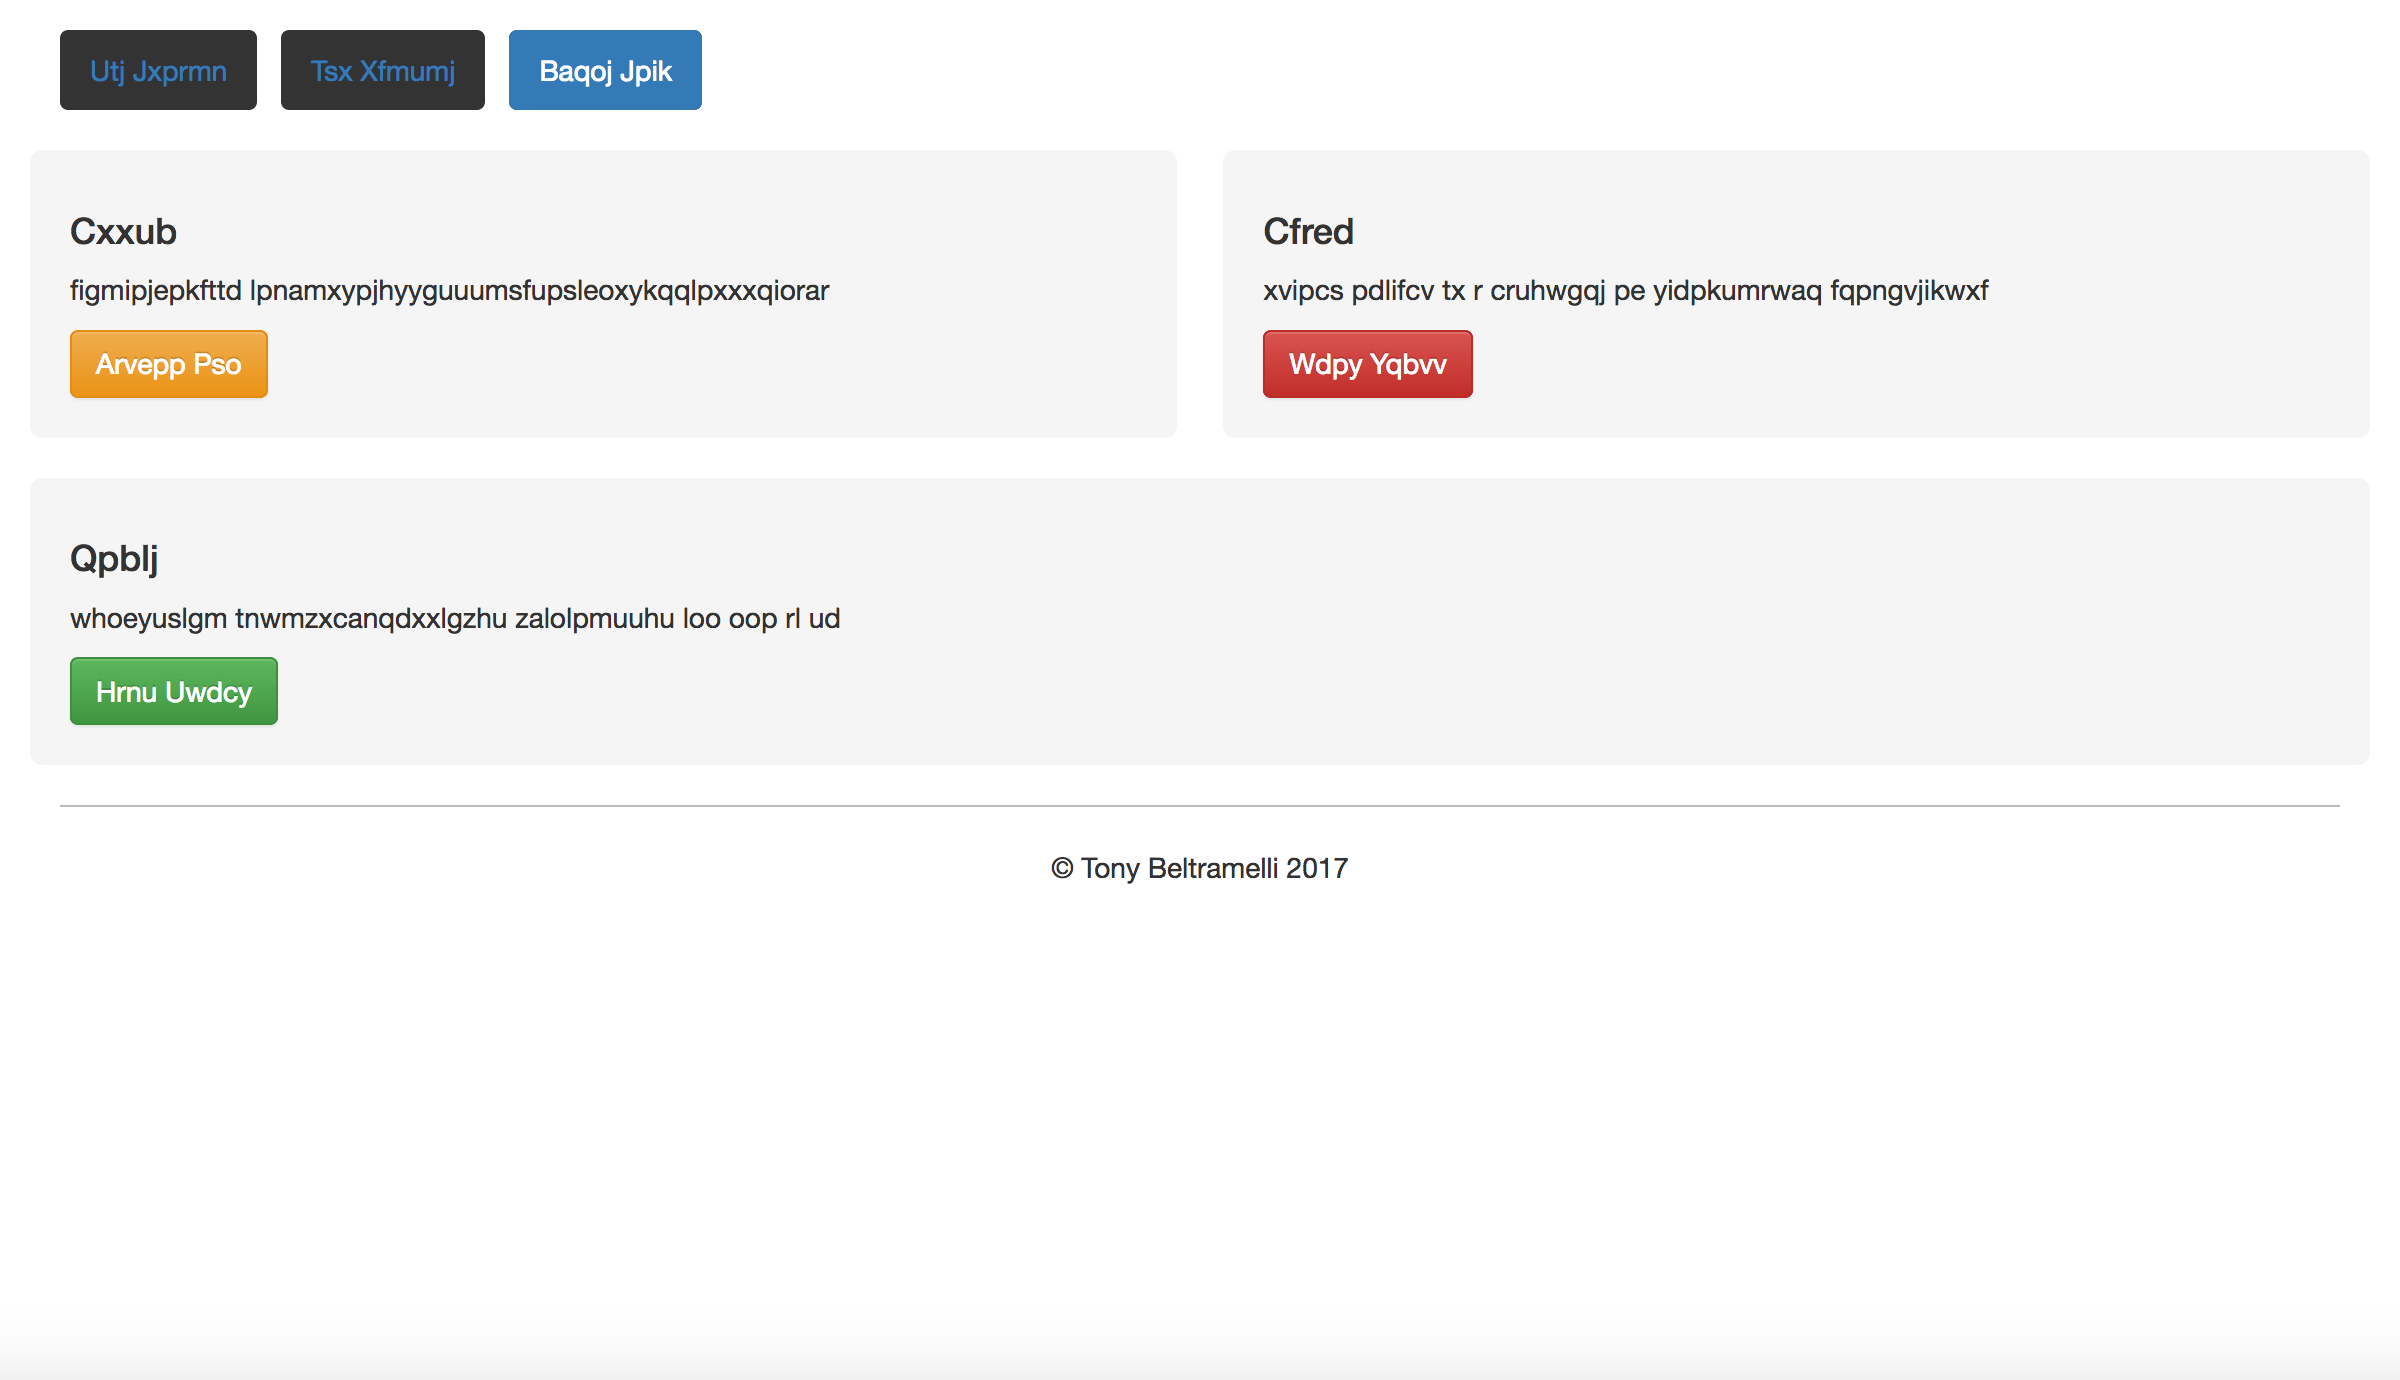 Utj Jxprmn Tsx Xfmumj Baqoj Jpik
Cxxub
figmipjepkfttd lpnamxypjhyyguuumsfupsleoxykqqlpxxxqiorar
Arvepp Pso
Cfred
xvipcs pdlifcv tx r cruhwgqj pe yidpkumrwaq fqpngvjikwxf
Wdpy Yqbvv
Qpblj
whoeyuslgm tnwmzxcanqdxxlgzhu zalolpmuuhu loo oop rl ud
Hrnu Uwdcy
© Tony Beltramelli 2017